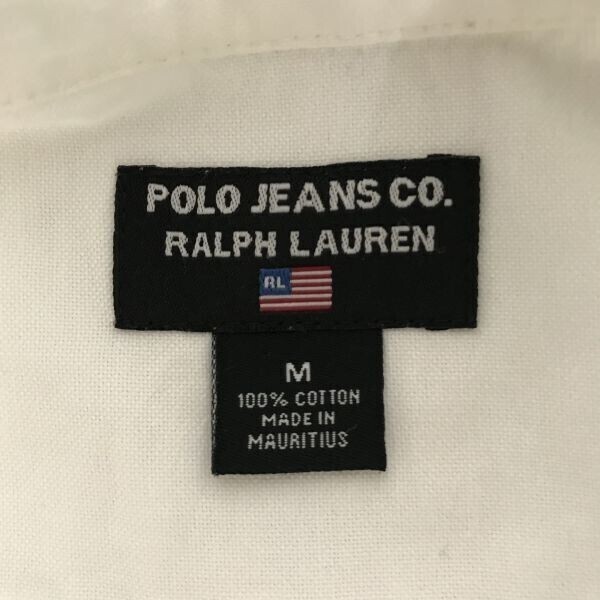 POLO JEANS CO.
RALPH LAUREN
RL
M
100% COTTON
MADE IN
MAURITIUS